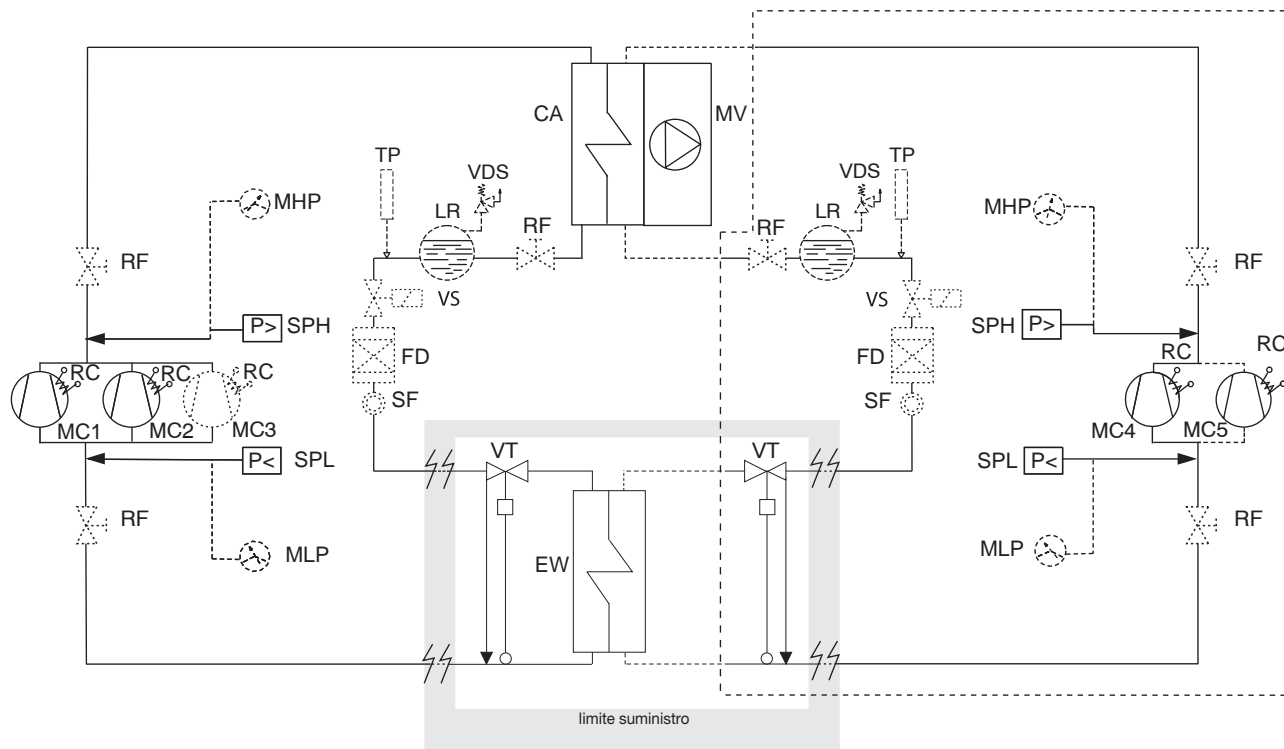 CA
MV
TP
VDS
LR
RF
MHP
RF
VS
P>
SPH
FD
SF
RC
RC
RC
MC1
MC2
MC3
P<
SPL
RF
MLP
RF
LR
VDS
TP
MHP
RF
VS
SPH
P>
FD
SF
RC
RC
MC4
MC5
SPL
P<
RF
MLP
VT
VT
EW
limite suministro